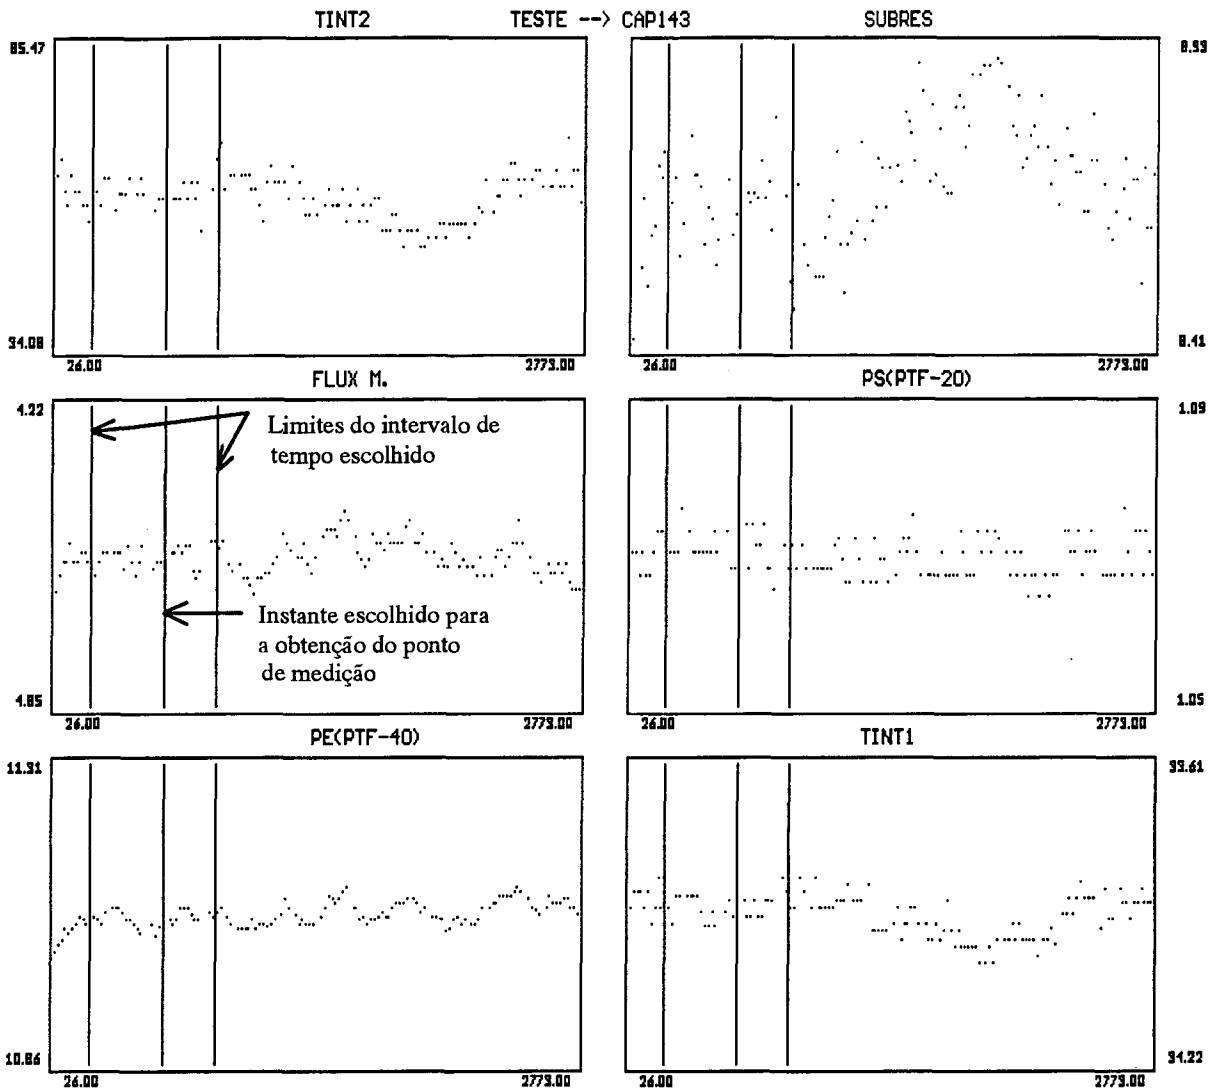 TINT2 TESTE --> CAP143 SUBRES
85.47 8.93
34.08 8.41
26.00 2773.00 26.00 2773.00
FLUX M. PS(PTF-20)
4.22 1.09
Limites do intervalo de
tempo escolhido
Instante escolhido para
a obtenção do ponto
de medição
4.85 1.05
26.00 2773.00 26.00 2773.00
PE(PTF-40) TINT1
11.31 33.61
10.86 34.22
26.00 2773.00 26.00 2773.00